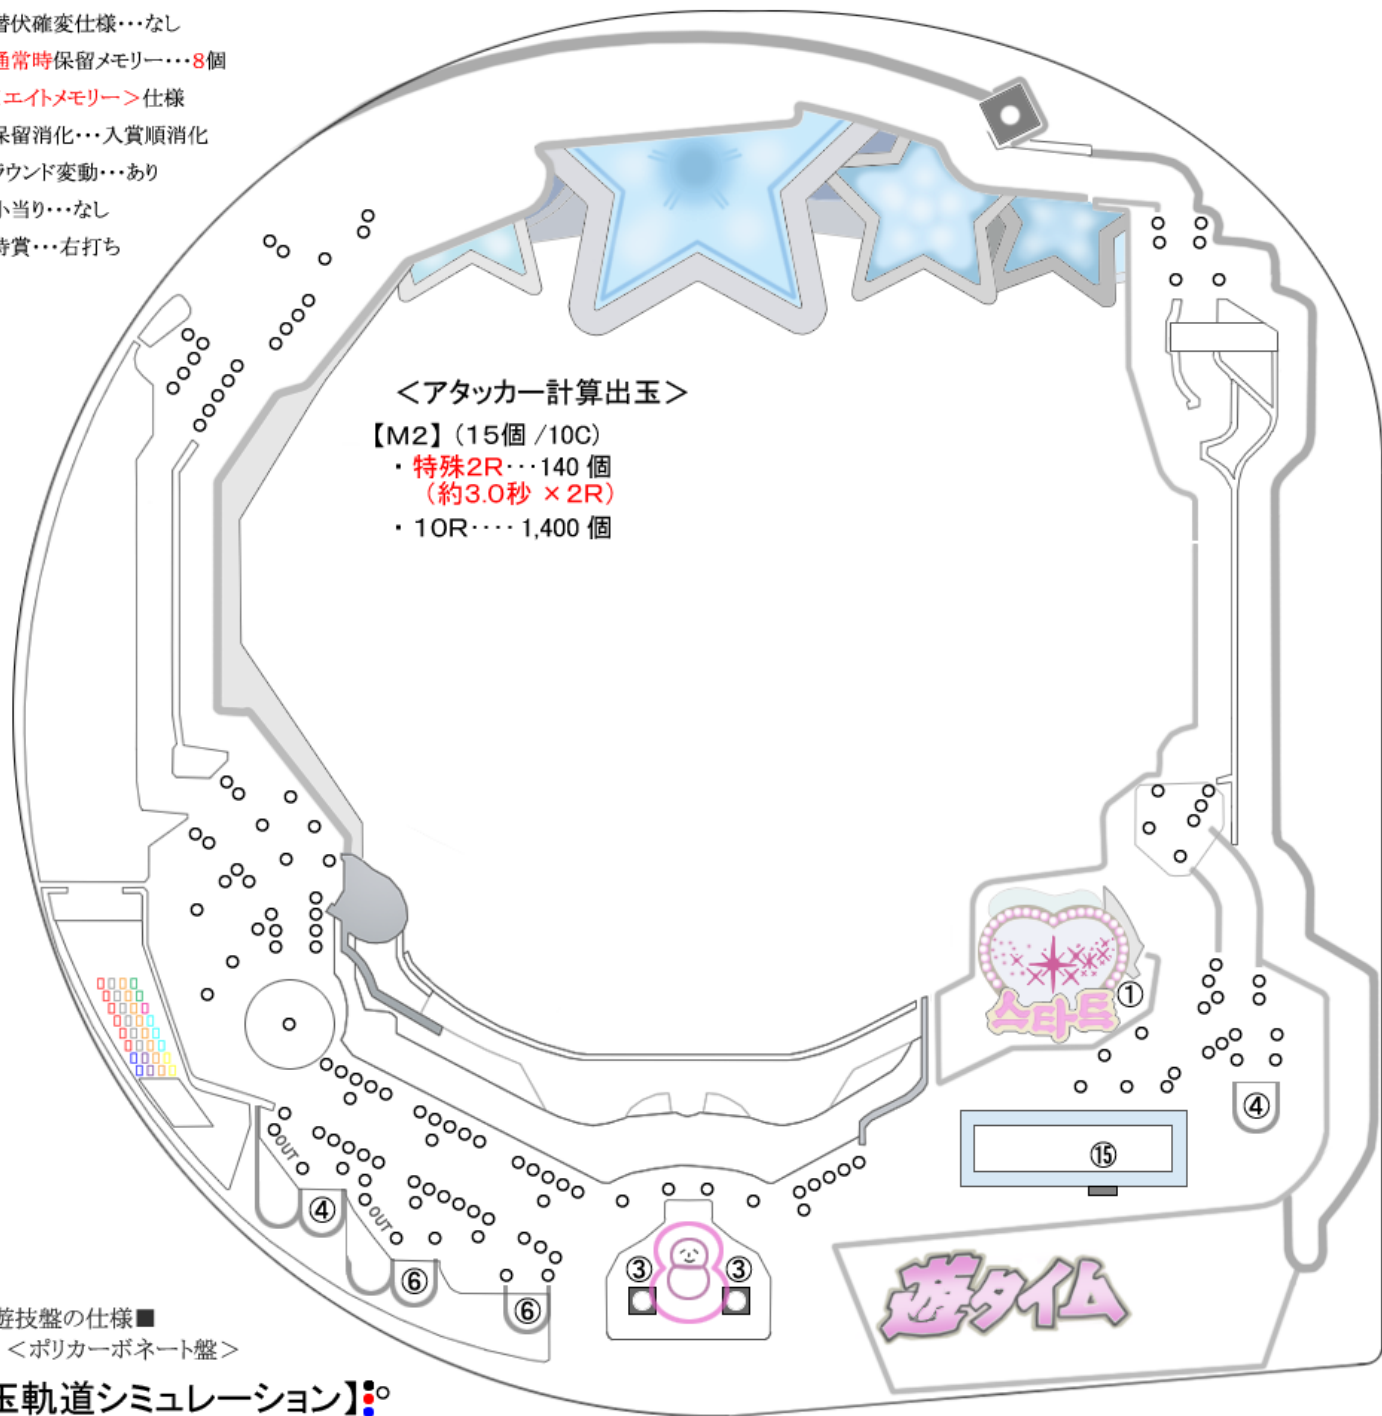 替伏確変仕様･･･なし
通常時保留メモリー･･･8個
エイトメモリー＞仕様
保留消化･･･入賞順消化
ラウンド変動･･･あり
小当り･･･なし
特賞･･･右打ち
＜アタッカー計算出玉＞
【M2】（15個 /10C）
・特殊2R･･･140 個
（約3.0秒 ×2R）
・10R････ 1,400 個
스타트
①
④
⑮
OUT
④
OUT
⑥
⑥
③
③
遊タイム
遊技盤の仕様■
＜ポリカーボネート盤＞
玉軌道シミュレーション】